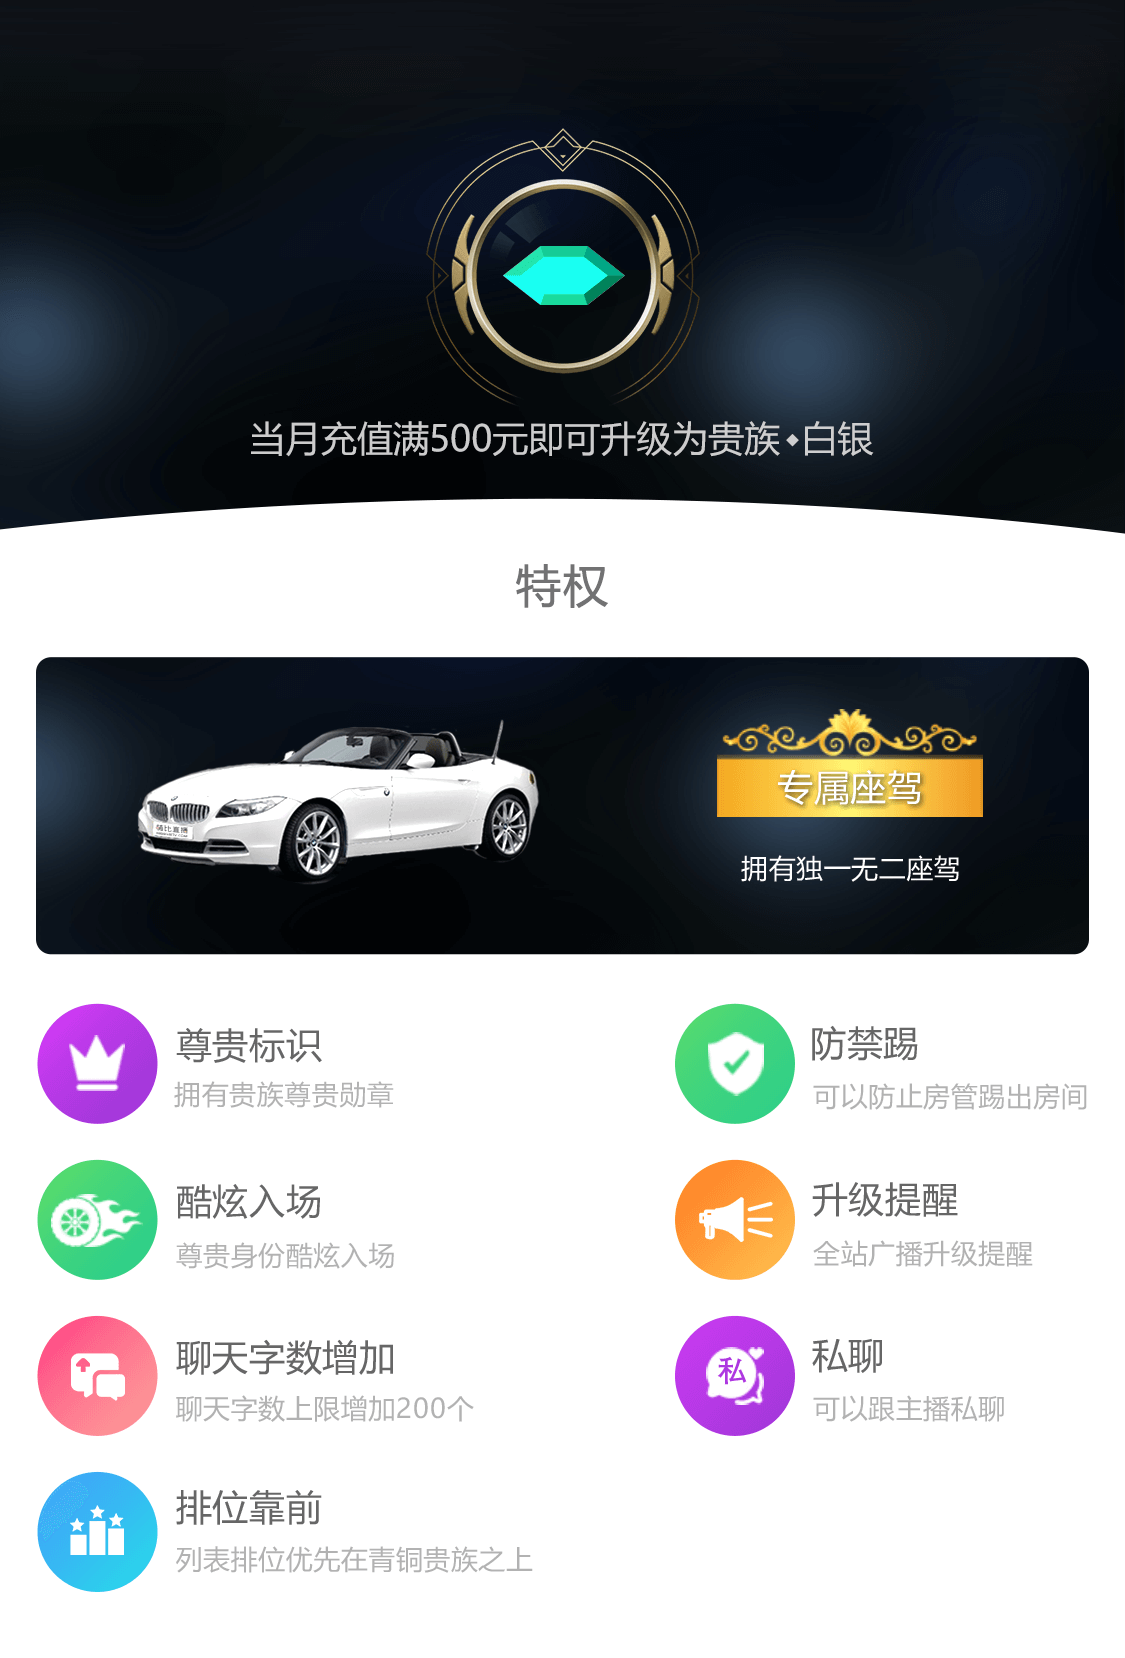 当月充值满500元即可升级为贵族◆白银
特权
专属座驾
拥有独一无二座驾
尊贵标识
拥有贵族尊贵勋章
防禁踢
可以防止房管踢出房间
酷炫入场
尊贵身份酷炫入场
升级提醒
全站广播升级提醒
聊天字数增加
聊天字数上限增加200个
私
私聊
可以跟主播私聊
排位靠前
列表排位优先在青铜贵族之上